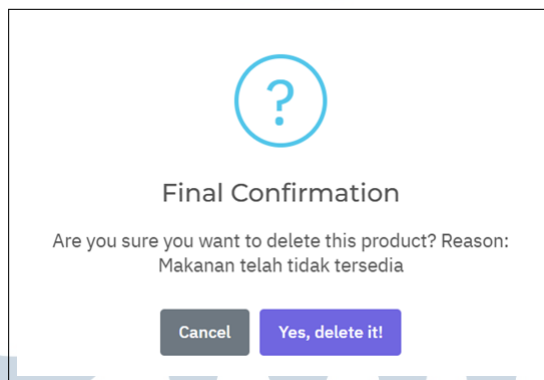 ?
Final Confirmation
Are you sure you want to delete this product? Reason:
Makanan telah tidak tersedia
Cancel
Yes, delete it!